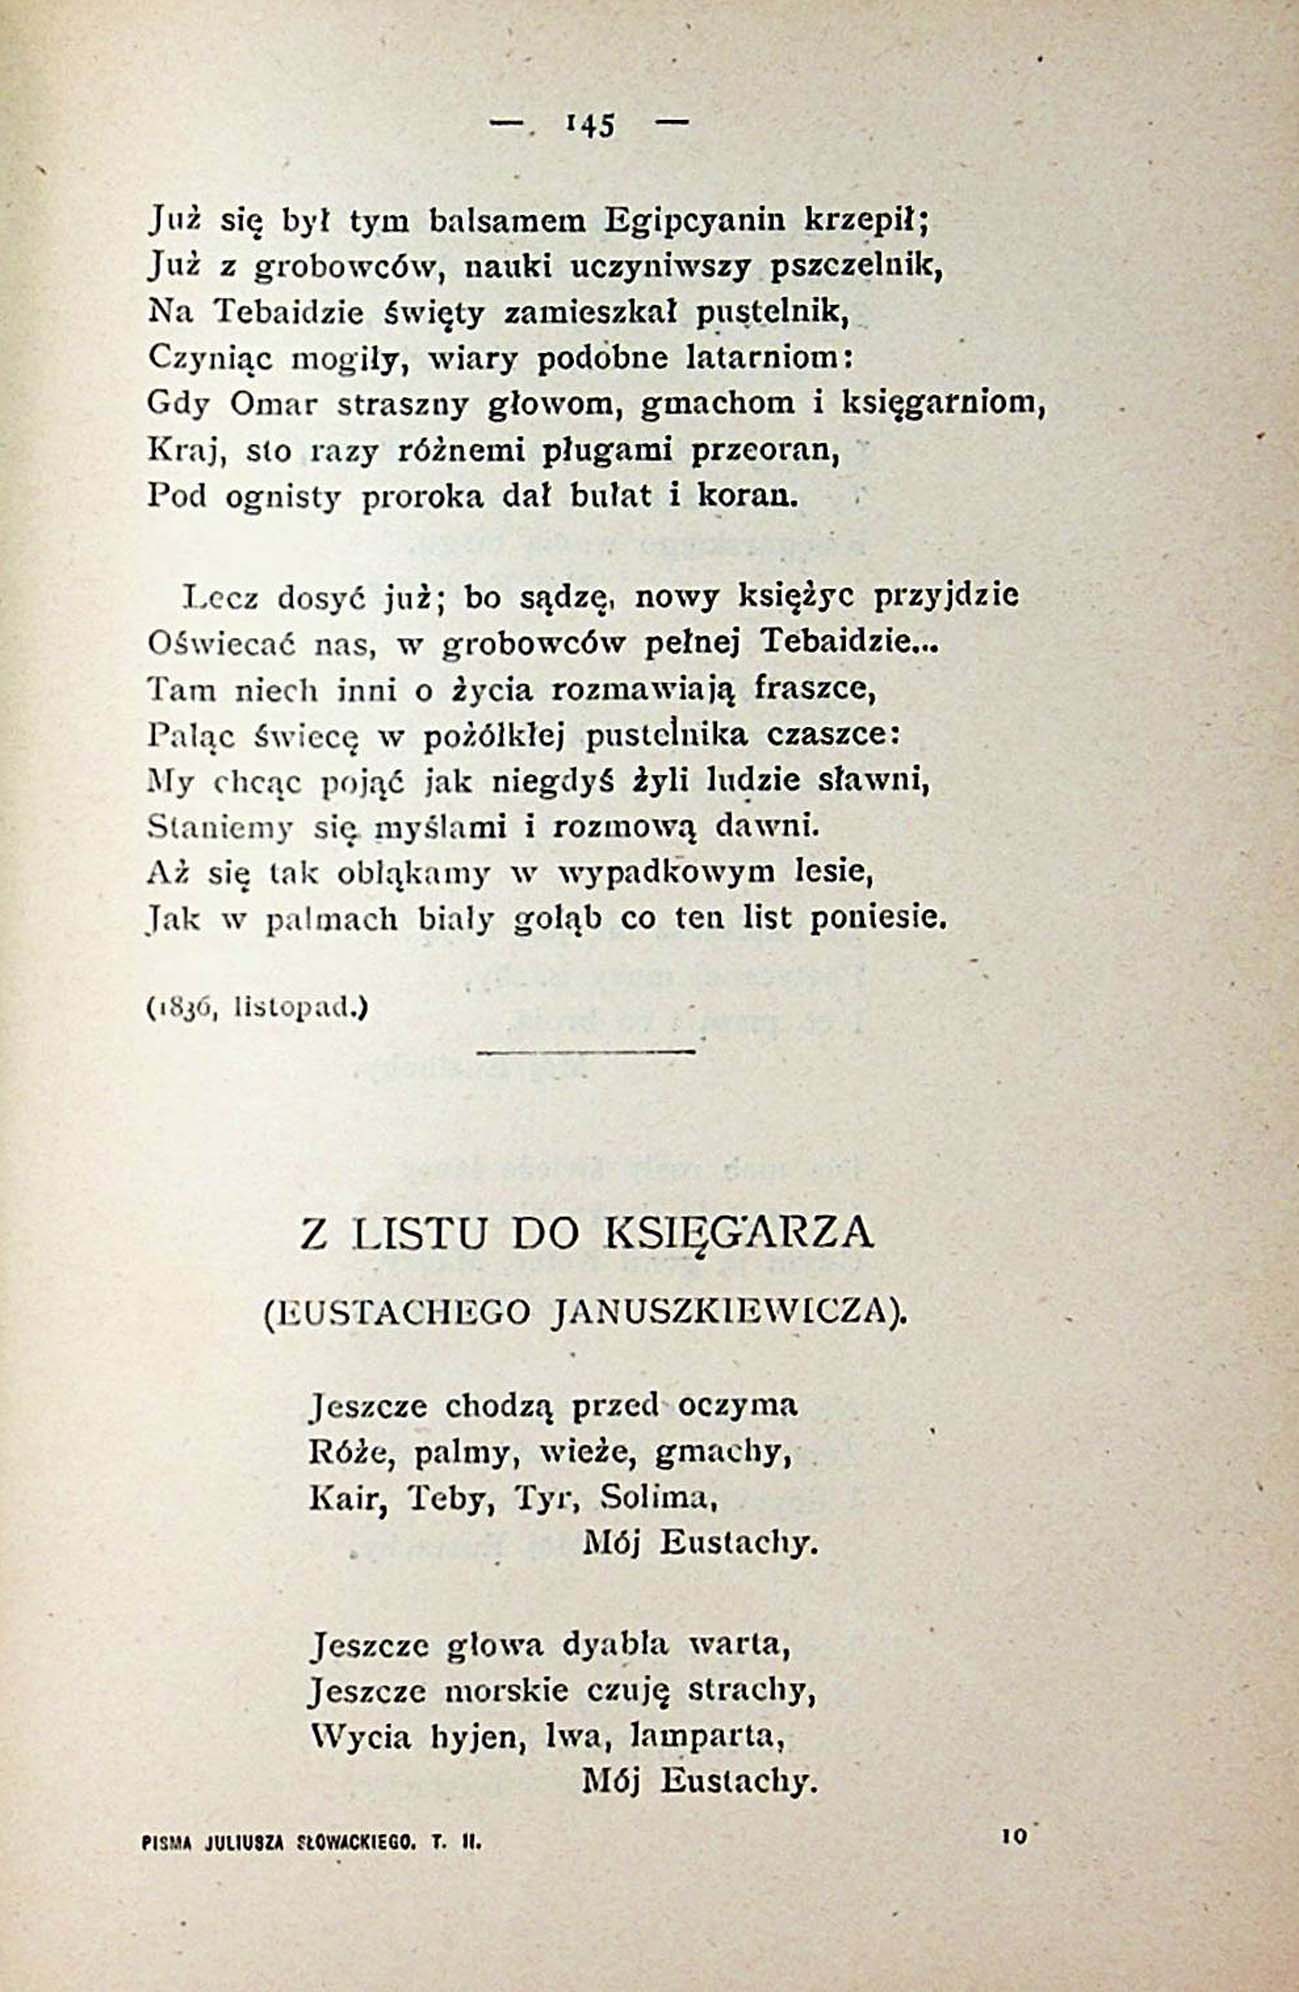 — 145 —
Już się był tym balsamem Egipcyanin krzepił;
Już z grobowców, nauki uczyniwszy pszczelnik,
Na Tebaidzie święty zamieszkał pustelnik,
Czyniąc mogiły, wiary podobne latarniom:
Gdy Omar straszny głowom, gmachom i księgarniom,
Kraj, sto razy różnemi pługami przeoran,
Pod ognisty proroka dał bułat i koran.
Lecz dosyć już; bo sądzę, nowy księżyc przyjdzie
Oświecać nas, w grobowców pełnej Tebaidzie...
Tam niech inni o życia rozmawiają fraszce,
Paląc świecę w pożółkłej pustelnika czaszce:
My chcąc pojąć jak niegdyś żyli ludzie sławni,
Staniemy się myślami i rozmową dawni.
Aż się tak obłąkamy w wypadkowym lesie,
Jak w palmach biały gołąb co ten list poniesie.
(1836, listopad.)
Z LISTU DO KSIĘGARZA
(EUSTACHEGO JANUSZKIEWICZA).
Jeszcze chodzą przed oczyma
Róże, palmy, wieże, gmachy,
Kair, Teby, Tyr, Solima,
Mój Eustachy.
Jeszcze głowa dyabła warta,
Jeszcze morskie czuję strachy,
Wycia hyjen, lwa, lamparta,
Mój Eustachy.
PISMA JULIUSZA SŁOWACKIEGO. T. II. 10